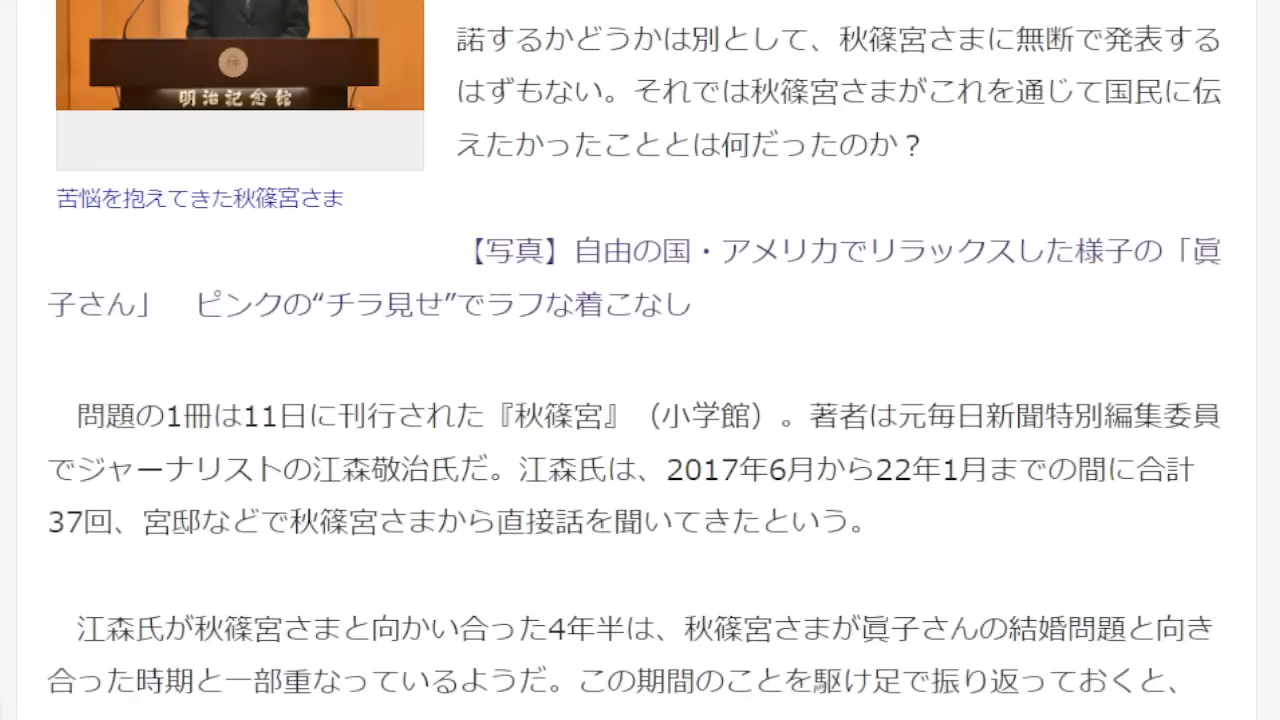 諾するかどうかは別として、秋篠宮さまに無断で発表する
はずもない。それでは秋篠宮さまがこれを通じて国民に伝
えたかったこととは何だったのか？
明治記念館
苦悩を抱えてきた秋篠宮さま
【写真】自由の国・アメリカでリラックスした様子の「眞
子さん」　ピンクの“チラ見せ”でラフな着こなし
問題の1冊は11日に刊行された『秋篠宮』（小学館）。著者は元毎日新聞特別編集委員
でジャーナリストの江森敬治氏だ。江森氏は、2017年6月から22年1月までの間に合計
37回、宮邸などで秋篠宮さまから直接話を聞いてきたという。
江森氏が秋篠宮さまと向かい合った4年半は、秋篠宮さまが眞子さんの結婚問題と向き
合った時期と一部重なっているようだ。この期間のことを駆け足で振り返っておくと、